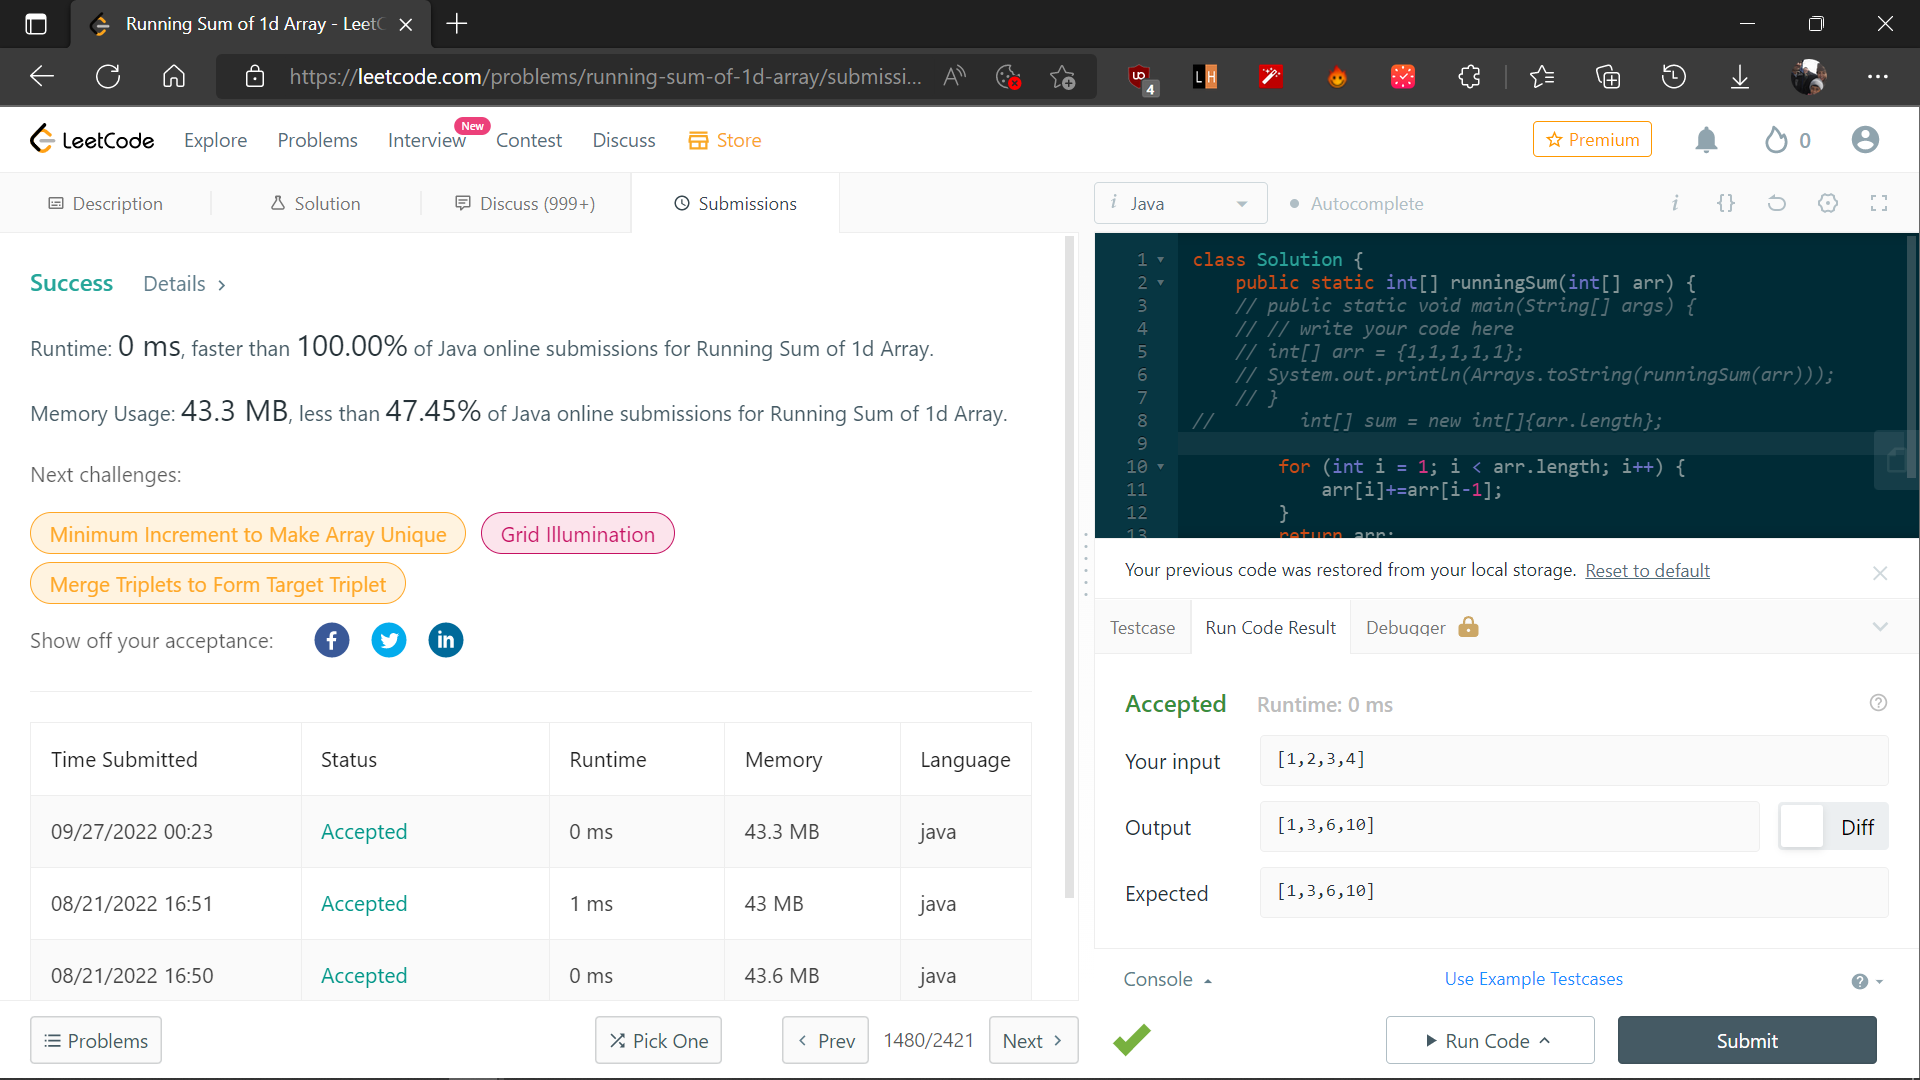 Running Sum of 1d Array - Leet
https://leetcode.com/problems/running-sum-of-1d-array/submissi...
4
LeetCode
Explore
Problems
Interview
New
Contest
Discuss
Store
Premium
0
Description
Solution
Discuss (999+)
Submissions
Java
Autocomplete
Success
Details
Runtime: 0 ms, faster than 100.00% of Java online submissions for Running Sum of 1d Array.
Memory Usage: 43.3 MB, less than 47.45% of Java online submissions for Running Sum of 1d Array.
Next challenges:
Minimum Increment to Make Array Unique
Grid Illumination
Merge Triplets to Form Target Triplet
Show off your acceptance:
Time Submitted Status Runtime Memory Language
09/27/2022 00:23 Accepted 0 ms 43.3 MB java
08/21/2022 16:51 Accepted 1 ms 43 MB java
08/21/2022 16:50 Accepted 0 ms 43.6 MB java
Problems
Pick One
Prev
1480/2421
Next
1 class Solution {
2 public static int[] runningSum(int[] arr) {
3 // public static void main(String[] args) {
4 // // write your code here
5 // int[] arr = {1,1,1,1,1};
6 // System.out.println(Arrays.toString(runningSum(arr)));
7 // }
8 // int[] sum = new int[]{arr.length};
9
10 for (int i = 1; i < arr.length; i++) {
11 arr[i]+=arr[i-1];
12 }
13 return arr;
Your previous code was restored from your local storage. Reset to default
Testcase
Run Code Result
Debugger
Accepted
Runtime: 0 ms
Your input
[1,2,3,4]
Output
[1,3,6,10]
Diff
Expected
[1,3,6,10]
Console
Use Example Testcases
Run Code
Submit